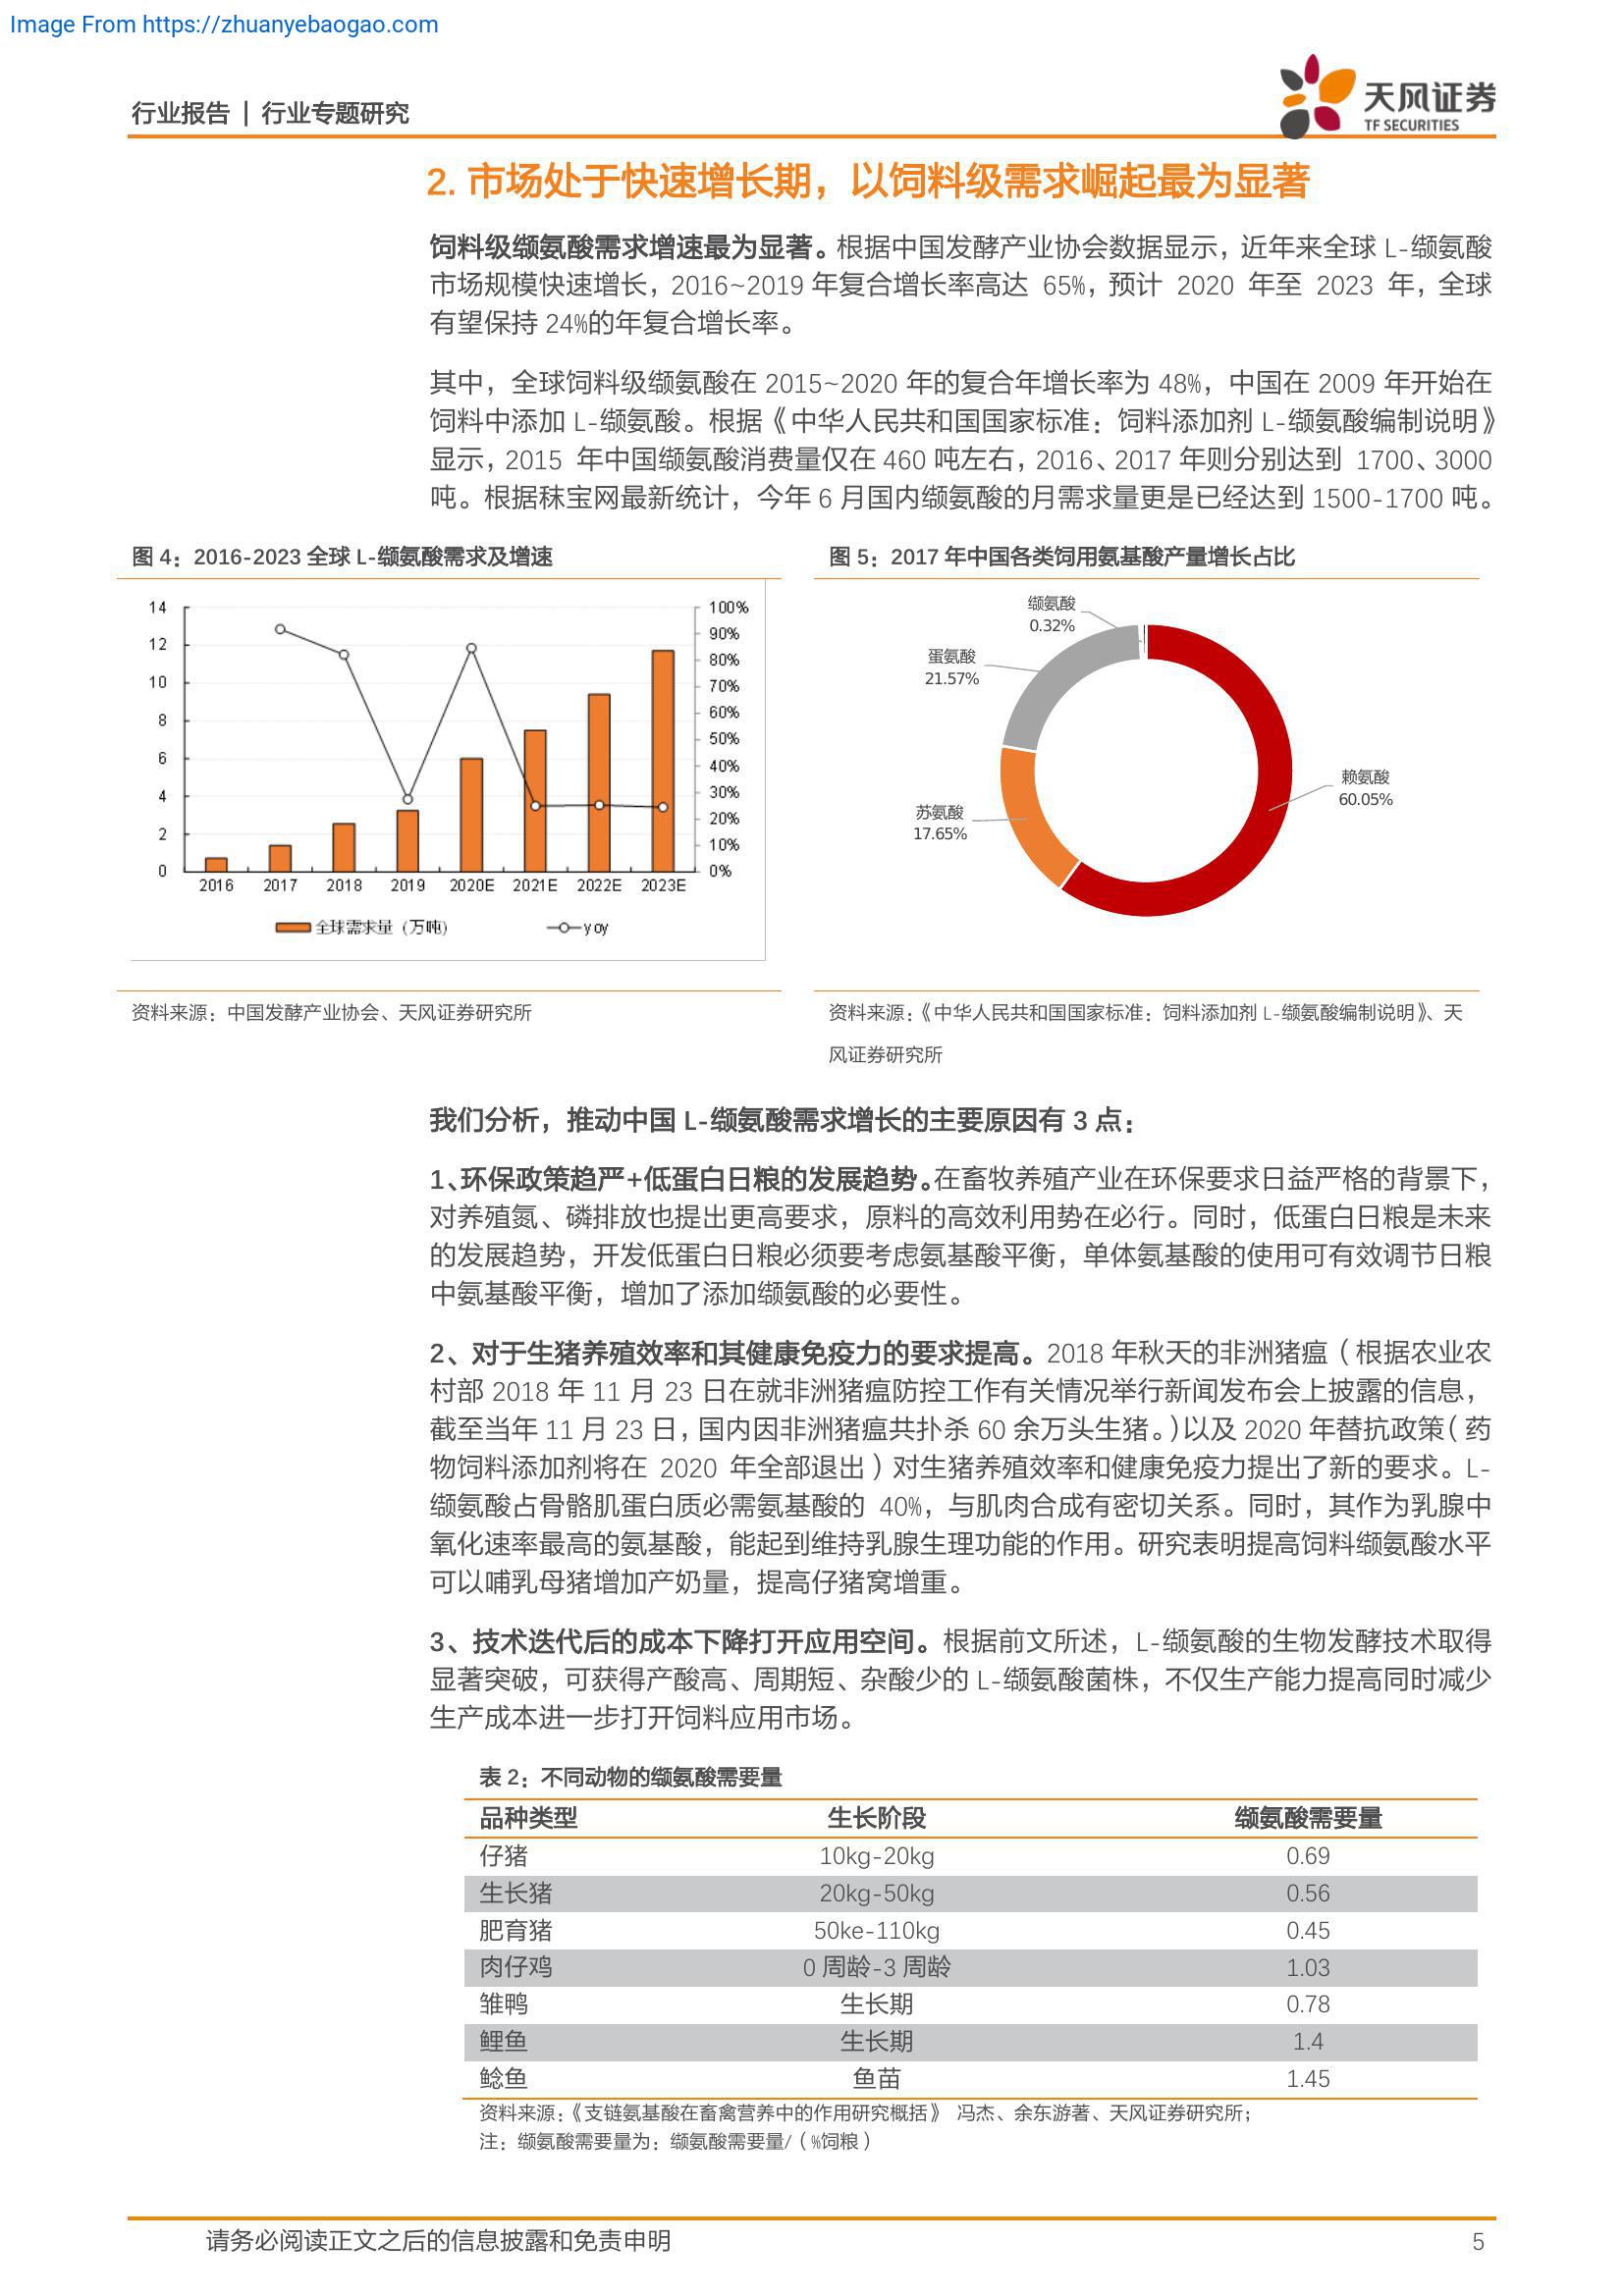 Image From https://zhuanyebaogao.com
行业报告 | 行业专题研究
天风证券
TF SECURITIES
2. 市场处于快速增长期，以饲料级需求崛起最为显著
饲料级缬氨酸需求增速最为显著。根据中国发酵产业协会数据显示，近年来全球 L-缬氨酸
市场规模快速增长，2016~2019 年复合增长率高达 65%，预计 2020 年至 2023 年，全球
有望保持 24%的年复合增长率。
其中，全球饲料级缬氨酸在 2015~2020 年的复合年增长率为 48%，中国在 2009 年开始在
饲料中添加 L-缬氨酸。根据《中华人民共和国国家标准：饲料添加剂 L-缬氨酸编制说明》
显示，2015 年中国缬氨酸消费量仅在 460 吨左右，2016、2017 年则分别达到 1700、3000
吨。根据秣宝网最新统计，今年 6 月国内缬氨酸的月需求量更是已经达到 1500-1700 吨。
图 4：2016-2023 全球 L-缬氨酸需求及增速
14
12
10
8
6
4
2
0
100%
90%
80%
70%
60%
50%
40%
30%
20%
10%
0%
2016 2017 2018 2019 2020E 2021E 2022E 2023E
全球需求量（万吨） yoy
资料来源：中国发酵产业协会、天风证券研究所
图 5：2017 年中国各类饲用氨基酸产量增长占比
缬氨酸
0.32%
蛋氨酸
21.57%
苏氨酸
17.65%
赖氨酸
60.05%
资料来源：《中华人民共和国国家标准：饲料添加剂 L-缬氨酸编制说明》、天
风证券研究所
我们分析，推动中国 L-缬氨酸需求增长的主要原因有 3 点：
1、环保政策趋严+低蛋白日粮的发展趋势。在畜牧养殖产业在环保要求日益严格的背景下，
对养殖氮、磷排放也提出更高要求，原料的高效利用势在必行。同时，低蛋白日粮是未来
的发展趋势，开发低蛋白日粮必须要考虑氨基酸平衡，单体氨基酸的使用可有效调节日粮
中氨基酸平衡，增加了添加缬氨酸的必要性。
2、对于生猪养殖效率和其健康免疫力的要求提高。2018 年秋天的非洲猪瘟（根据农业农
村部 2018 年 11 月 23 日在就非洲猪瘟防控工作有关情况举行新闻发布会上披露的信息，
截至当年 11 月 23 日，国内因非洲猪瘟共扑杀 60 余万头生猪。）以及 2020 年替抗政策（药
物饲料添加剂将在 2020 年全部退出）对生猪养殖效率和健康免疫力提出了新的要求。L-
缬氨酸占骨骼肌蛋白质必需氨基酸的 40%，与肌肉合成有密切关系。同时，其作为乳腺中
氧化速率最高的氨基酸，能起到维持乳腺生理功能的作用。研究表明提高饲料缬氨酸水平
可以哺乳母猪增加产奶量，提高仔猪窝增重。
3、技术迭代后的成本下降打开应用空间。根据前文所述，L-缬氨酸的生物发酵技术取得
显著突破，可获得产酸高、周期短、杂酸少的 L-缬氨酸菌株，不仅生产能力提高同时减少
生产成本进一步打开饲料应用市场。
表 2：不同动物的缬氨酸需要量
品种类型 生长阶段 缬氨酸需要量
仔猪 10kg-20kg 0.69
生长猪 20kg-50kg 0.56
肥育猪 50ke-110kg 0.45
肉仔鸡 0 周龄-3 周龄 1.03
雏鸭 生长期 0.78
鲤鱼 生长期 1.4
鲶鱼 鱼苗 1.45
资料来源：《支链氨基酸在畜禽营养中的作用研究概括》 冯杰、余东游著、天风证券研究所；
注：缬氨酸需要量为：缬氨酸需要量/（%饲粮）
请务必阅读正文之后的信息披露和免责申明 5